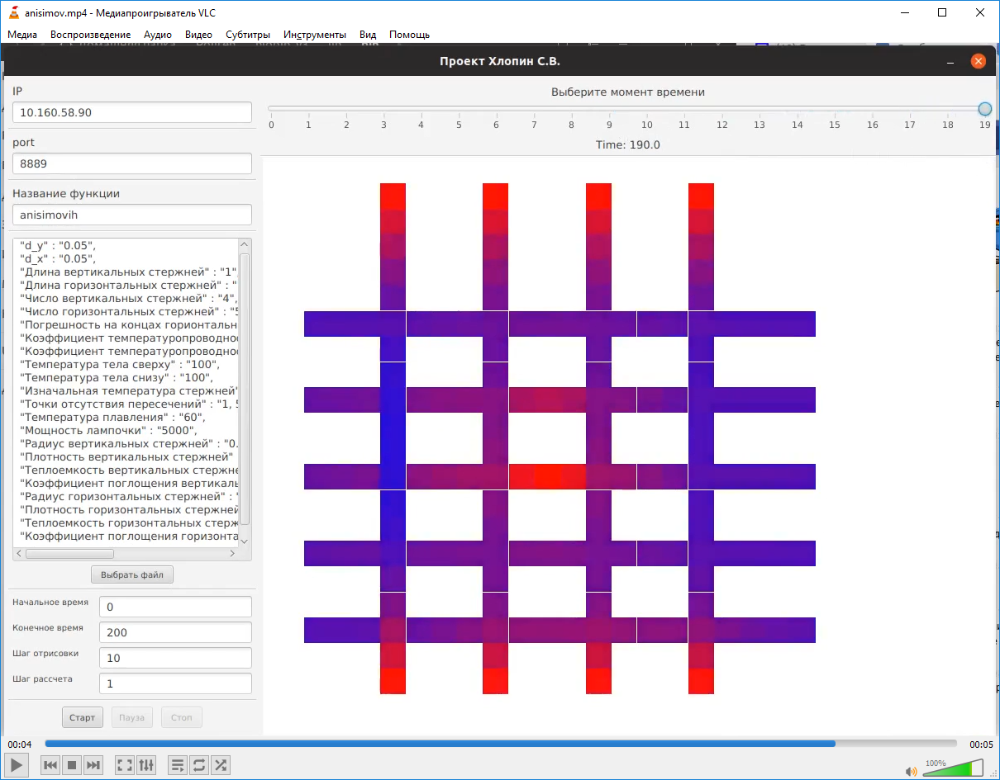 anisimov.mp4 - Медиапроигрыватель VLC
Медиа Воспроизведение Аудио Видео Субтитры Инструменты Вид Помощь
Проект Хлопин С.В.
IP
10.160.58.90
port
8889
Название функции
anisimovih
"d_y" : "0.05",
"d_x" : "0.05",
"Длина вертикальных стержней" : "1",
"Длина горизонтальных стержней" : "
"Число вертикальных стержней" : "4",
"Число горизонтальных стержней" : "5
"Погрешность на концах горионтальн
"Коэффициент температуропроводно
"Коэффициент температуропроводно
"Температура тела сверху" : "100",
"Температура тела снизу" : "100",
"Изначальная температура стержней"
"Точки отсутствия пересечений" : "1, 5
"Температура плавления" : "60",
"Мощность лампочки" : "5000",
"Радиус вертикальных стержней" : "0.
"Плотность вертикальных стержней"
"Теплоемкость вертикальных стержне
"Коэффициент поглощения вертикаль
"Радиус горизонтальных стержней" : "
"Плотность горизонтальных стержней
"Теплоемкость горизонтальных стерж
"Коэффициент поглощения горизонта
Выбрать файл
Начальное время 0
Конечное время 200
Шаг отрисовки 10
Шаг рассчета 1
Старт Пауза Стоп
Выберите момент времени
0 1 2 3 4 5 6 7 8 9 10 11 12 13 14 15 16 17 18 19
Time: 190.0
00:04 00:05
100%